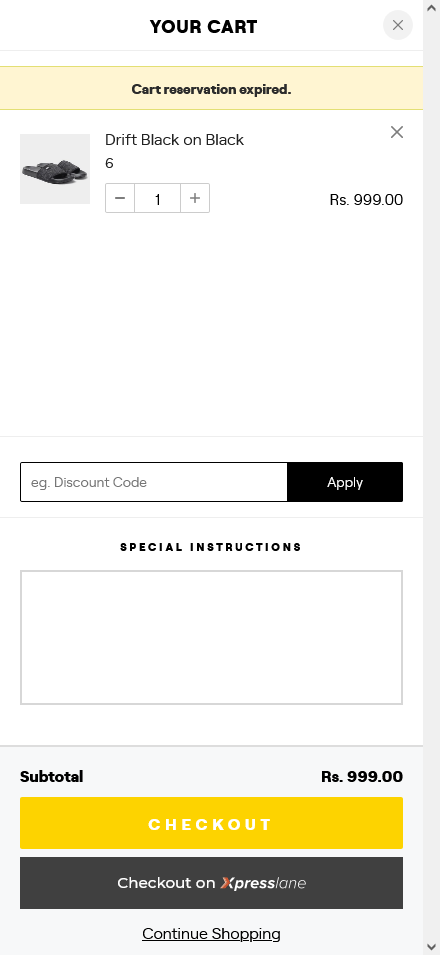 YOUR CART
Cart reservation expired.
Drift Black on Black
6
1
Rs. 999.00
eg. Discount Code
Apply
SPECIAL INSTRUCTIONS
Subtotal
Rs. 999.00
CHECKOUT
Checkout on Xpresslane
Continue Shopping